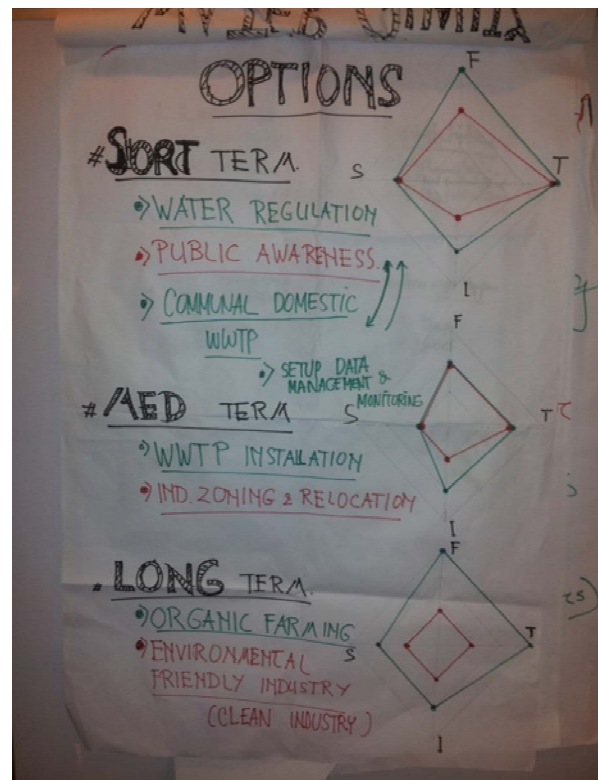 OPTIONS
# SORT TERM.
WATER REGULATION
PUBLIC AWARENESS.
COMMUNAL DOMESTIC
WWTP
SETUP DATA
MANAGEMENT &
MONITORING
# MED TERM
WWTP INSTALATION
IND. ZONING & RELOCATION
. LONG TERM.
ORGANIC FARMING
ENVIRONMENTAL
FRIENDLY INDUSTRY
(CLEAN INDUSTRY)
F
S
T
I
F
S
T
I
F
S
T
I